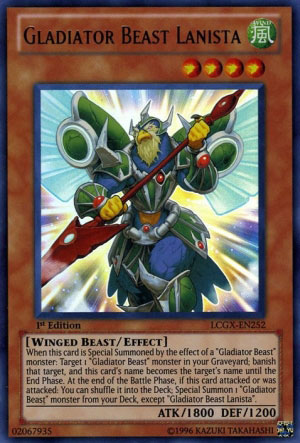 GLADIATOR BEAST LANISTA
WIND
風
1st Edition
LCGX-EN252
[WINGED BEAST/EFFECT]
When this card is Special Summoned by the effect of a "Gladiator Beast"
monster: Target 1 "Gladiator Beast" monster in your Graveyard; banish
that target, and this card's name becomes the target's name until the
End Phase. At the end of the Battle Phase, if this card attacked or was
attacked: You can shuffle it into the Deck; Special Summon 1 "Gladiator
Beast" monster from your Deck, except "Gladiator Beast Lanista".
ATK/1800 DEF/1200
02067935
©1996 KAZUKI TAKAHASHI